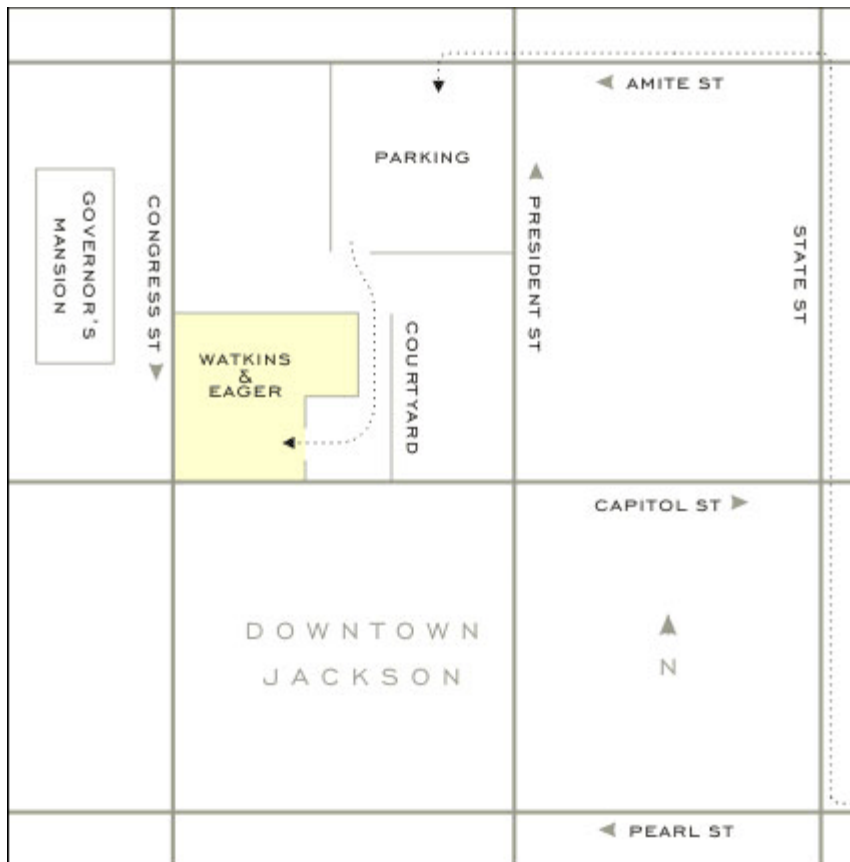 AMITE ST
PARKING
GOVERNOR'S
MANSION
CONGRESS ST
PRESIDENT ST
STATE ST
WATKINS
&
EAGER
COURTYARD
CAPITOL ST
DOWNTOWN
JACKSON
N
PEARL ST